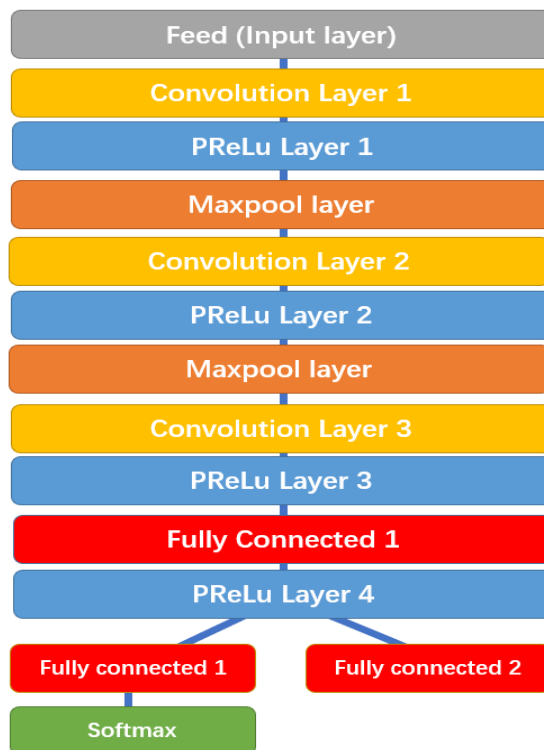 Feed (Input layer)
Convolution Layer 1
PReLu Layer 1
Maxpool layer
Convolution Layer 2
PReLu Layer 2
Maxpool layer
Convolution Layer 3
PReLu Layer 3
Fully Connected 1
PReLu Layer 4
Fully connected 1
Fully connected 2
Softmax